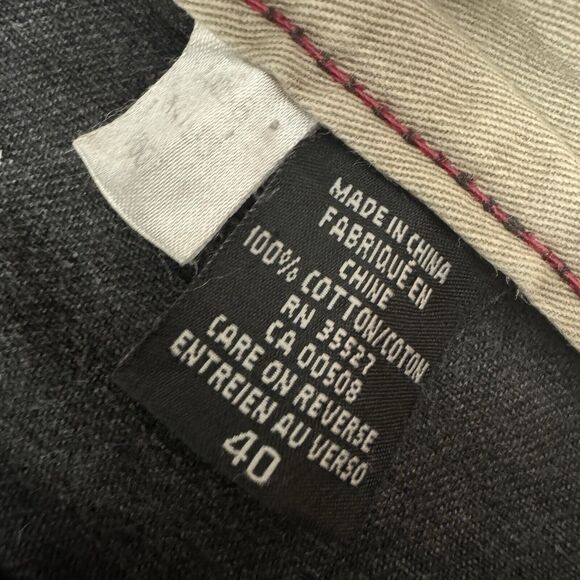 MADE IN CHINA
FABRIQUÉ EN
CHINE
100% COTTON/COTON
RN 35527
CA 00508
CARE ON REVERSE
ENTREIEN AU VERSO
40